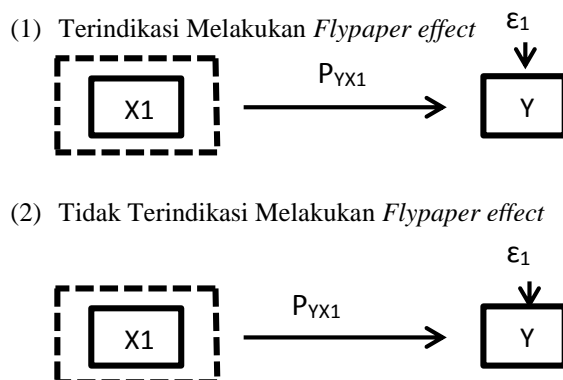 (1) Terindikasi Melakukan Flypaper effect
ε1
PYX1
X1
Y
(2) Tidak Terindikasi Melakukan Flypaper effect
ε1
PYX1
X1
Y